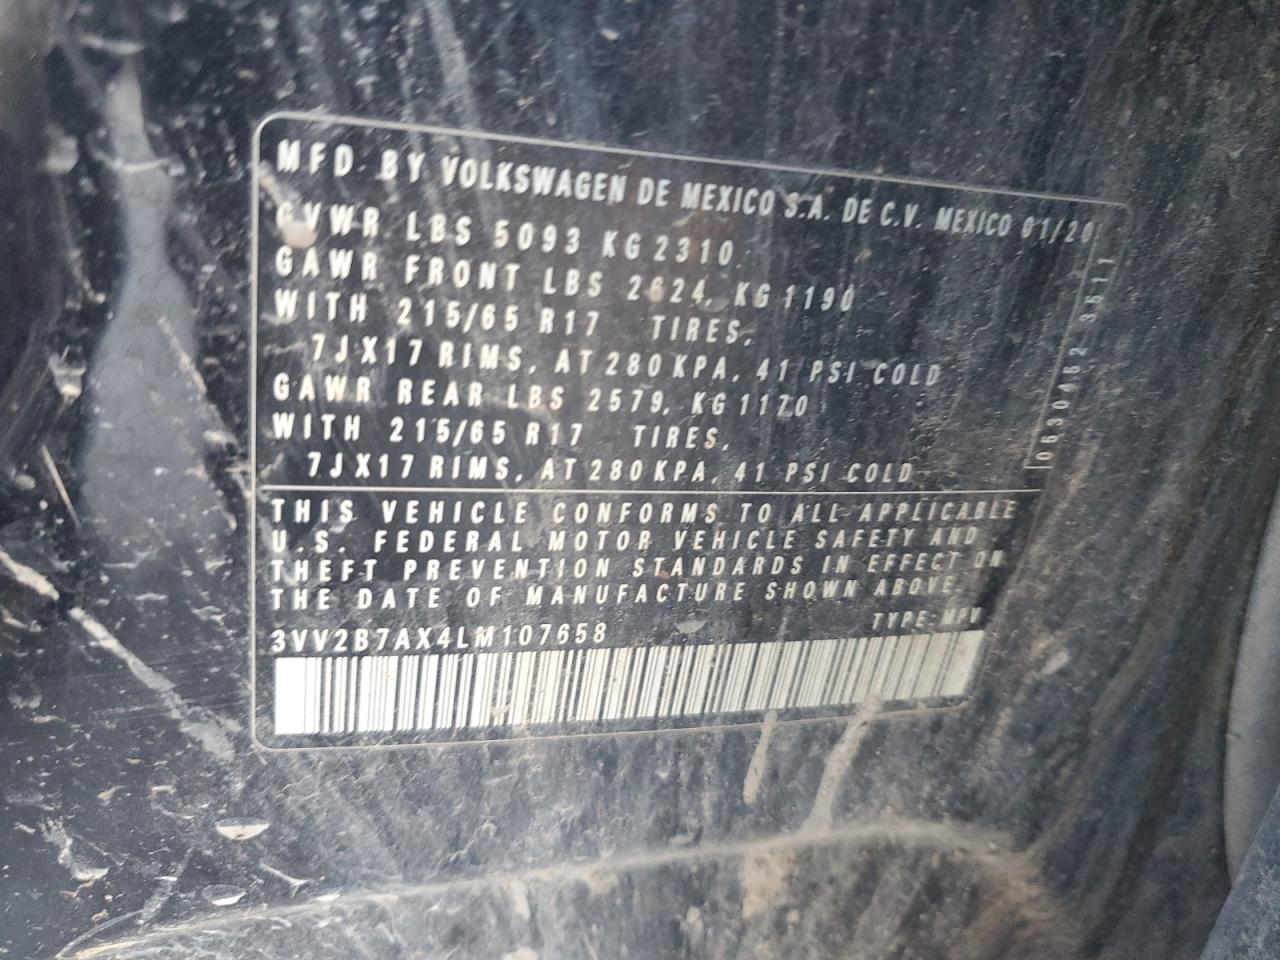 MFD. BY VOLKSWAGEN DE MEXICO S.A. DE C.V. MEXICO 01/20
GVWR LBS 5093 KG 2310
GAWR FRONT LBS 2624, KG 1190
WITH 215/65 R17 TIRES,
7JX17 RIMS, AT 280 KPA, 41 PSI COLD
GAWR REAR LBS 2579, KG 1170
WITH 215/65 R17 TIRES,
7JX17 RIMS, AT 280 KPA, 41 PSI COLD
0630462 3511
THIS VEHICLE CONFORMS TO ALL APPLICABLE
U.S. FEDERAL MOTOR VEHICLE SAFETY AND
THEFT PREVENTION STANDARDS IN EFFECT ON
THE DATE OF MANUFACTURE SHOWN ABOVE.
3VV2B7AX4LM107658
TYPE: MPV